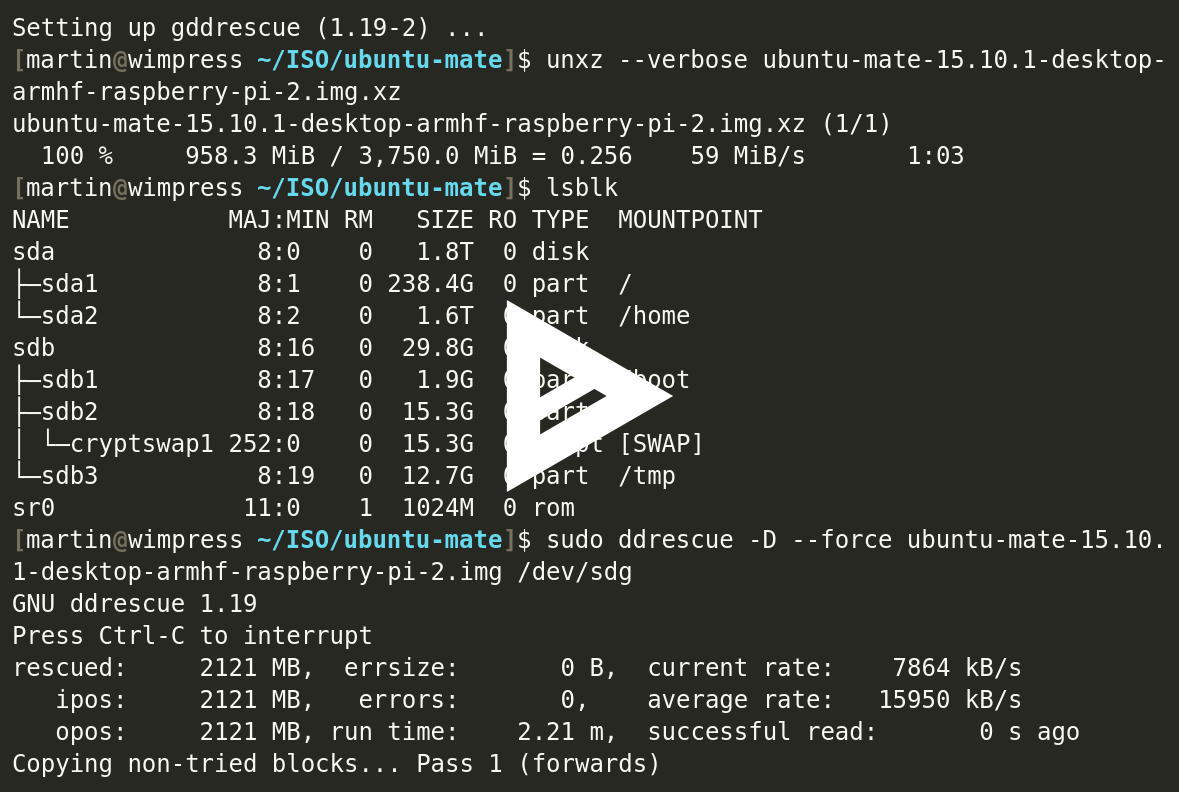 Setting up gddrescue (1.19-2) ...
[martin@wimpress ~/ISO/ubuntu-mate]$ unxz --verbose ubuntu-mate-15.10.1-desktop-
armhf-raspberry-pi-2.img.xz
ubuntu-mate-15.10.1-desktop-armhf-raspberry-pi-2.img.xz (1/1)
  100 %     958.3 MiB / 3,750.0 MiB = 0.256    59 MiB/s       1:03
[martin@wimpress ~/ISO/ubuntu-mate]$ lsblk
NAME           MAJ:MIN RM   SIZE RO TYPE  MOUNTPOINT
sda              8:0    0   1.8T  0 disk
├─sda1           8:1    0 238.4G  0 part  /
└─sda2           8:2    0   1.6T  0 part  /home
sdb              8:16   0  29.8G
├─sdb1           8:17   0   1.9G  0 part  /boot
├─sdb2           8:18   0  15.3G  0 part
│ └─cryptswap1 252:0    0  15.3G          [SWAP]
└─sdb3           8:19   0  12.7G  0 part  /tmp
sr0             11:0    1  1024M  0 rom
[martin@wimpress ~/ISO/ubuntu-mate]$ sudo ddrescue -D --force ubuntu-mate-15.10.
1-desktop-armhf-raspberry-pi-2.img /dev/sdg
GNU ddrescue 1.19
Press Ctrl-C to interrupt
rescued:     2121 MB,  errsize:       0 B,  current rate:    7864 kB/s
   ipos:     2121 MB,   errors:       0,    average rate:   15950 kB/s
   opos:     2121 MB, run time:    2.21 m,  successful read:       0 s ago
Copying non-tried blocks... Pass 1 (forwards)